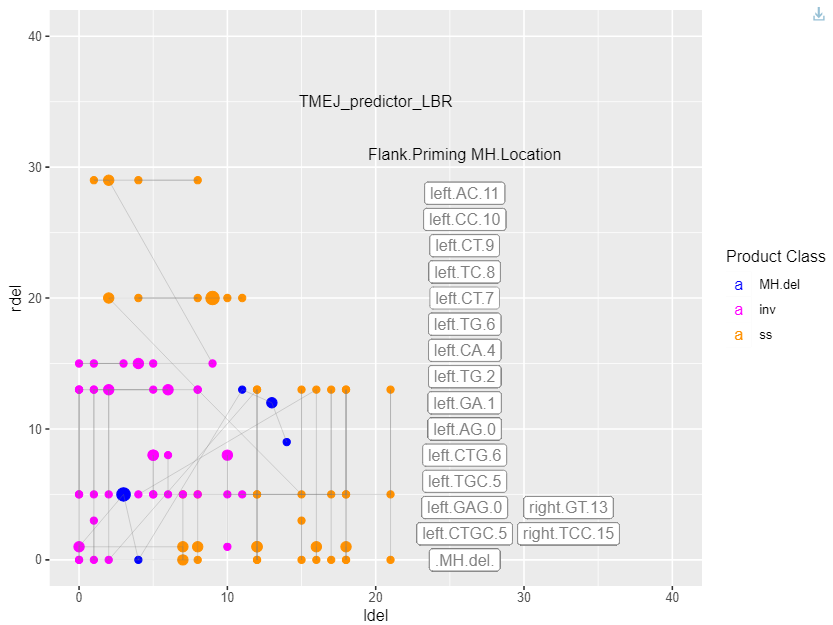 40
30
20
10
0
rdel
TMEJ_predictor_LBR
Flank.Priming MH.Location
left.AC.11
left.CC.10
left.CT.9
left.TC.8
left.CT.7
left.TG.6
left.CA.4
left.TG.2
left.GA.1
left.AG.0
left.CTG.6
left.TGC.5
left.GAG.0 right.GT.13
left.CTGC.5 right.TCC.15
.MH.del.
0 10 20 30 40
ldel
Product Class
a MH.del
a inv
a ss